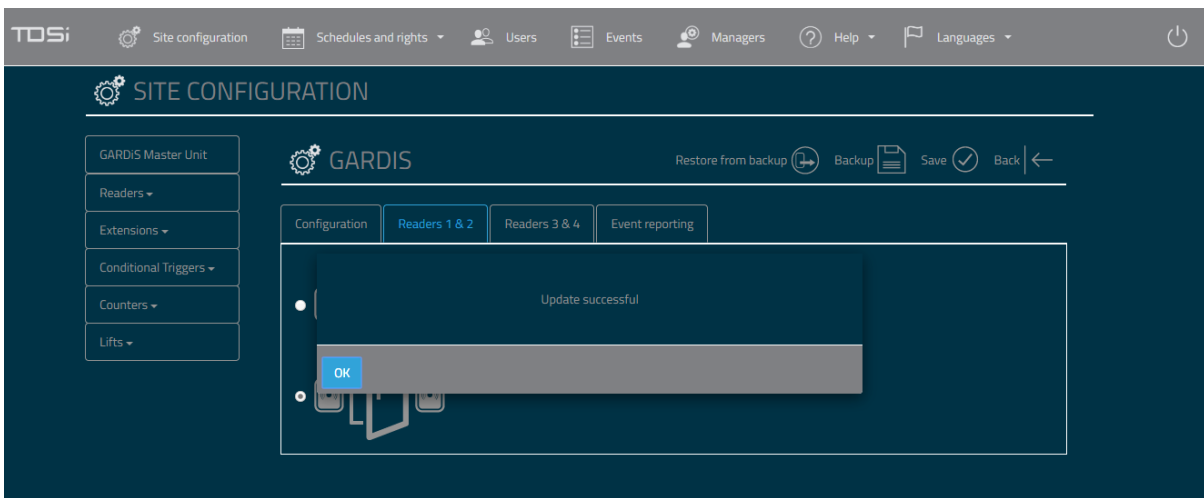 TDSi Site configuration Schedules and rights Users Events Managers Help Languages
SITE CONFIGURATION
GARDiS Master Unit
Readers
Extensions
Conditional Triggers
Counters
Lifts
GARDIS Restore from backup Backup Save Back
Configuration Readers 1 & 2 Readers 3 & 4 Event reporting
Update successful
OK